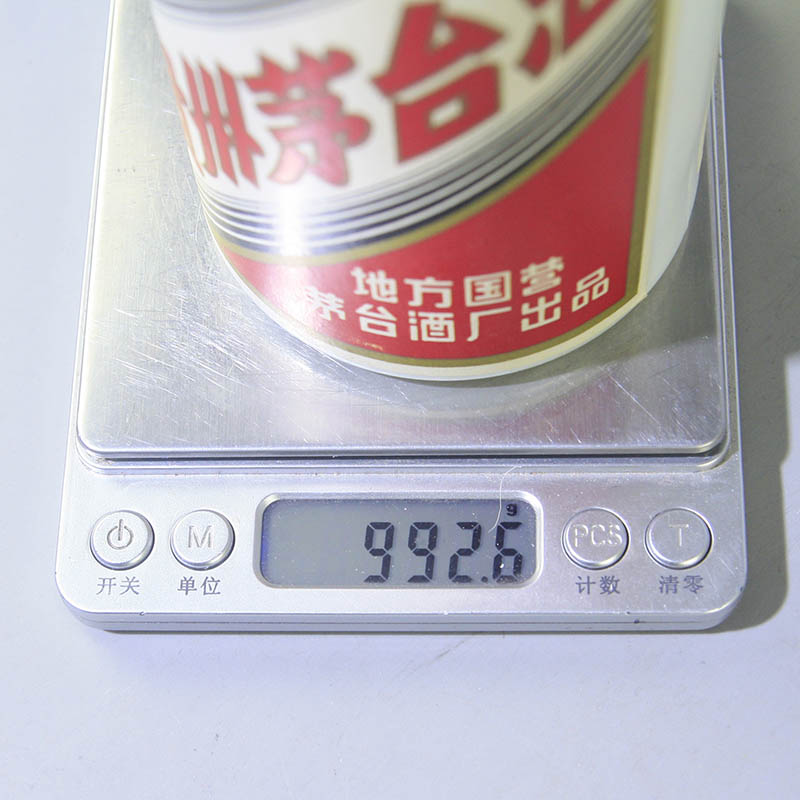 州茅台酒
地方国营
茅台酒厂出品
g
992.6
M PCS T
开关 单位 计数 清零